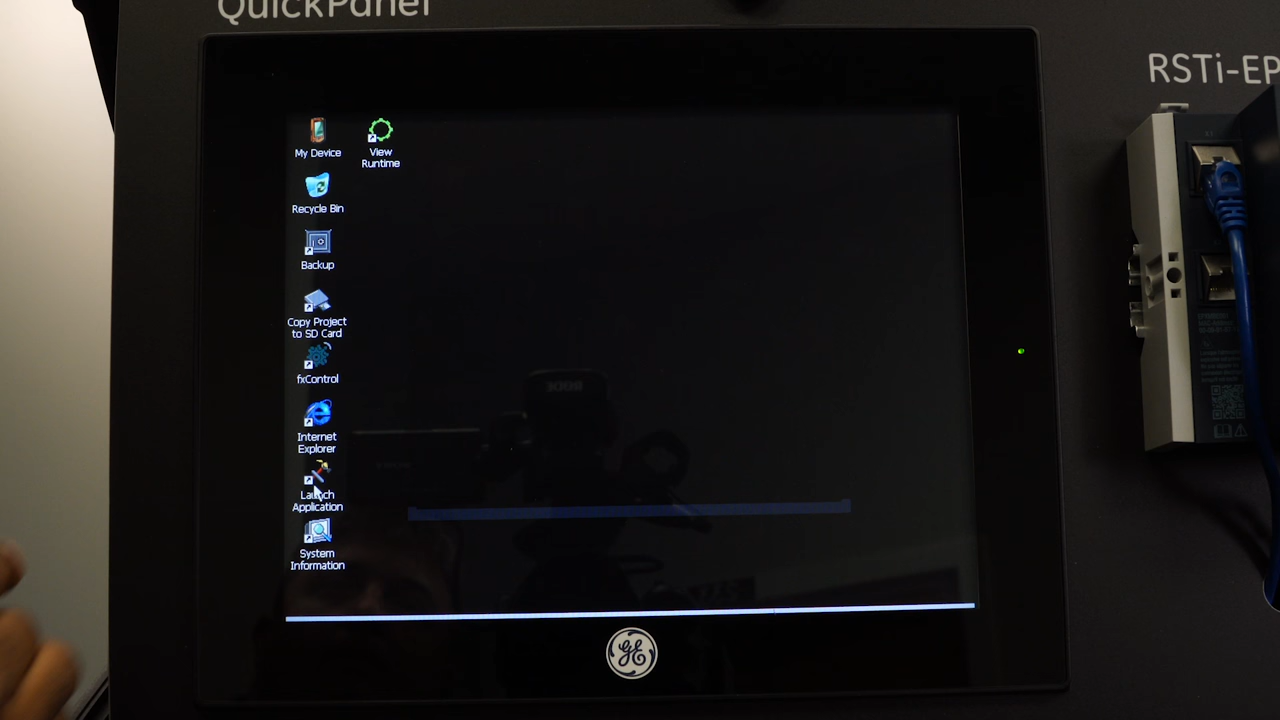 QuickPanel
RSTi-EP
My Device
View
Runtime
Recycle Bin
Backup
Copy Project
to SD Card
fxControl
Internet
Explorer
Launch
Application
System
Information
GE